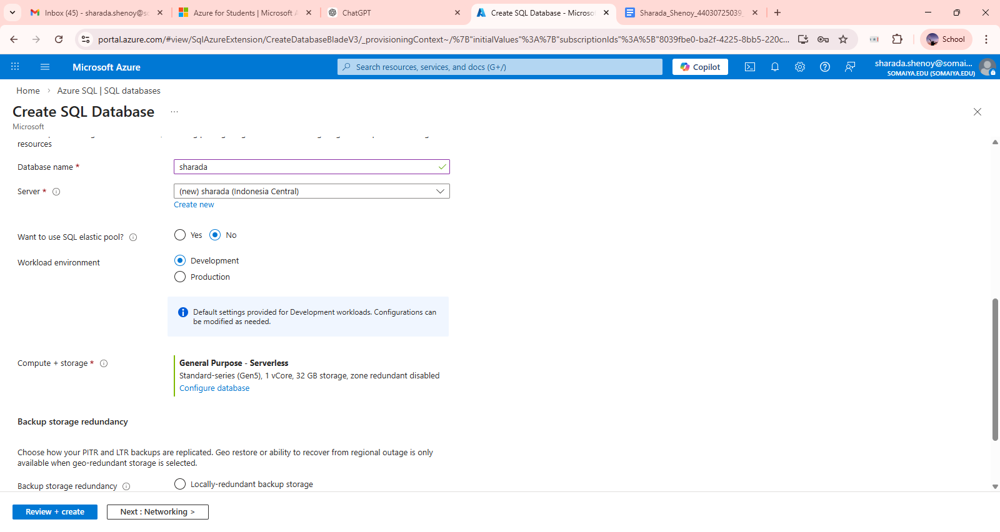 Inbox (45) - sharada.shenoy@so
Azure for Students | Microsoft A
ChatGPT
Create SQL Database - Microsof
Sharada_Shenoy_44030725039_
portal.azure.com/#view/SqlAzureExtension/CreateDatabaseBladeV3/_provisioningContext~/%7B"initialValues"%3A%7B"subscriptionIds"%3A%5B"8039fbe0-ba2f-4225-8bb5-220c...
School
Microsoft Azure
Search resources, services, and docs (G+/)
Copilot
sharada.shenoy@somai...
SOMAIYA.EDU (SOMAIYA.EDU)
Home > Azure SQL | SQL databases
Create SQL Database ...
Microsoft
resources
Database name *
sharada
Server *
(new) sharada (Indonesia Central)
Create new
Want to use SQL elastic pool?
Yes No
Workload environment
Development
Production
Default settings provided for Development workloads. Configurations can
be modified as needed.
Compute + storage *
General Purpose - Serverless
Standard-series (Gen5), 1 vCore, 32 GB storage, zone redundant disabled
Configure database
Backup storage redundancy
Choose how your PITR and LTR backups are replicated. Geo restore or ability to recover from regional outage is only
available when geo-redundant storage is selected.
Backup storage redundancy
Locally-redundant backup storage
Review + create
Next : Networking >